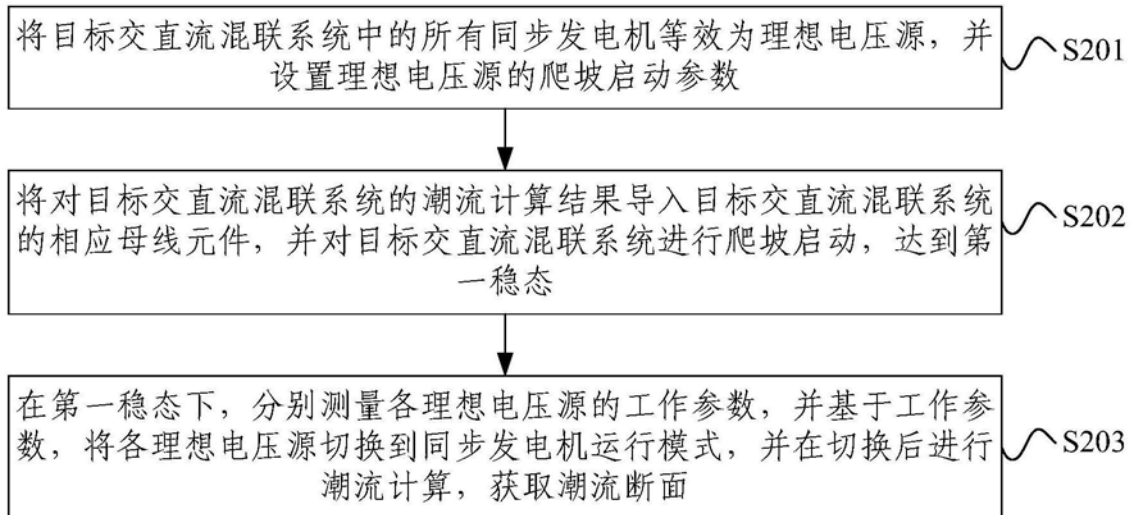 将目标交直流混联系统中的所有同步发电机等效为理想电压源，并
设置理想电压源的爬坡启动参数
S201
将对目标交直流混联系统的潮流计算结果导入目标交直流混联系统
的相应母线元件，并对目标交直流混联系统进行爬坡启动，达到第
一稳态
S202
在第一稳态下，分别测量各理想电压源的工作参数，并基于工作参
数，将各理想电压源切换到同步发电机运行模式，并在切换后进行
潮流计算，获取潮流断面
S203